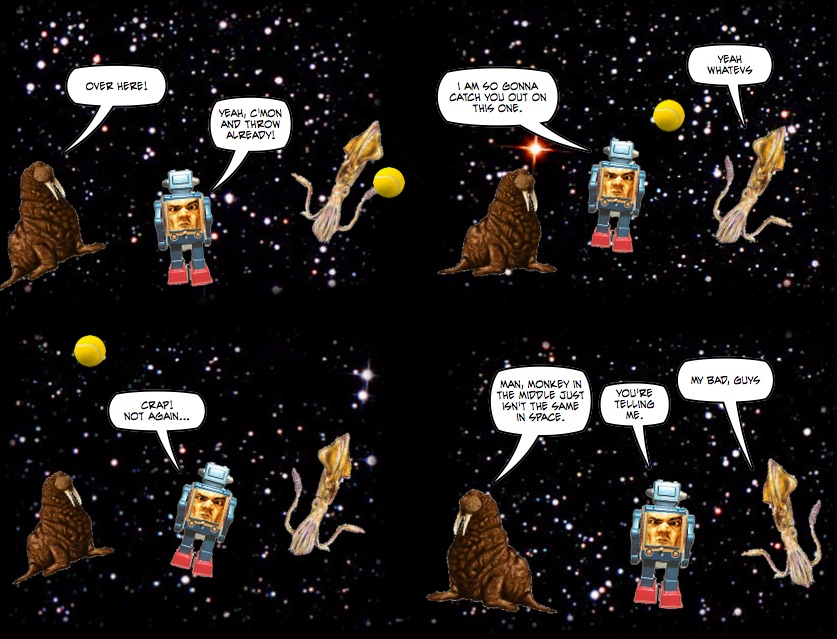 OVER HERE!
YEAH, C'MON
AND THROW
ALREADY!
I AM SO GONNA
CATCH YOU OUT ON
THIS ONE.
YEAH
WHATEVS
CRAP!
NOT AGAIN...
MAN, MONKEY IN
THE MIDDLE JUST
ISN'T THE SAME
IN SPACE.
YOU'RE
TELLING
ME.
MY BAD, GUYS